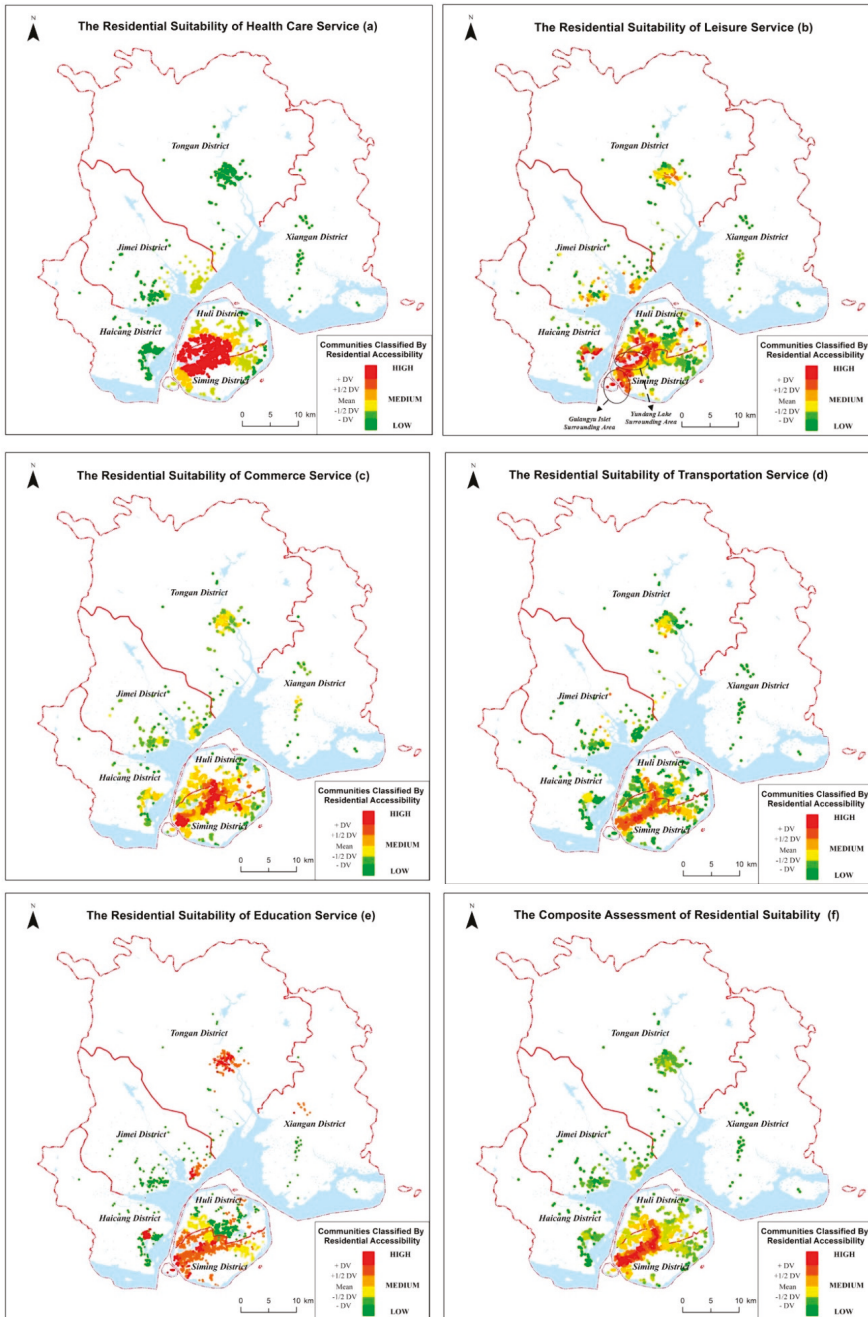 The Residential Suitability of Health Care Service (a)
N
Tongan District
Xiangan District
Jimei District
Huli District
Haicang District
Siming District
Communities Classified By
Residential Accessibility
HIGH
+ DV
+1/2 DV
Mean
MEDIUM
-1/2 DV
- DV
LOW
0 10 km
The Residential Suitability of Leisure Service (b)
N
Tongan District
Xiangan District
Jimei District
Huli District
Haicang District
Siming District
Gulangyu Islet
Surrounding Area
Yundang Lake
Surrounding Area
Communities Classified By
Residential Accessibility
HIGH
+ DV
+1/2 DV
Mean
MEDIUM
-1/2 DV
- DV
LOW
0 10 km
The Residential Suitability of Commerce Service (c)
N
Tongan District
Xiangan District
Jimei District
Huli District
Haicang District
Siming District
Communities Classified By
Residential Accessibility
HIGH
+ DV
+1/2 DV
Mean
MEDIUM
-1/2 DV
- DV
LOW
0 10 km
The Residential Suitability of Transportation Service (d)
N
Tongan District
Xiangan District
Jimei District
Huli District
Haicang District
Siming District
Communities Classified By
Residential Accessibility
HIGH
+ DV
+1/2 DV
Mean
MEDIUM
-1/2 DV
- DV
LOW
0 10 km
The Residential Suitability of Education Service (e)
N
Tongan District
Xiangan District
Jimei District
Huli District
Haicang District
Siming District
Communities Classified By
Residential Accessibility
HIGH
+ DV
+1/2 DV
Mean
MEDIUM
-1/2 DV
- DV
LOW
0 10 km
The Composite Assessment of Residential Suitability (f)
N
Tongan District
Xiangan District
Jimei District
Huli District
Haicang District
Siming District
Communities Classified By
Residential Accessibility
HIGH
+ DV
+1/2 DV
Mean
MEDIUM
-1/2 DV
- DV
LOW
0 10 km